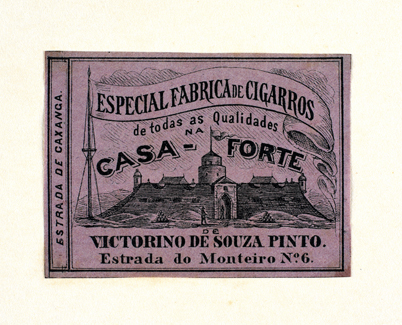 ESTRADA DE CAXANGA.
ESPECIAL FABRICA DE CIGARROS
de todas as Qualidades
NA
CASA-FORTE
DE
VICTORINO DE SOUZA PINTO.
Estrada do Monteiro Nº6.